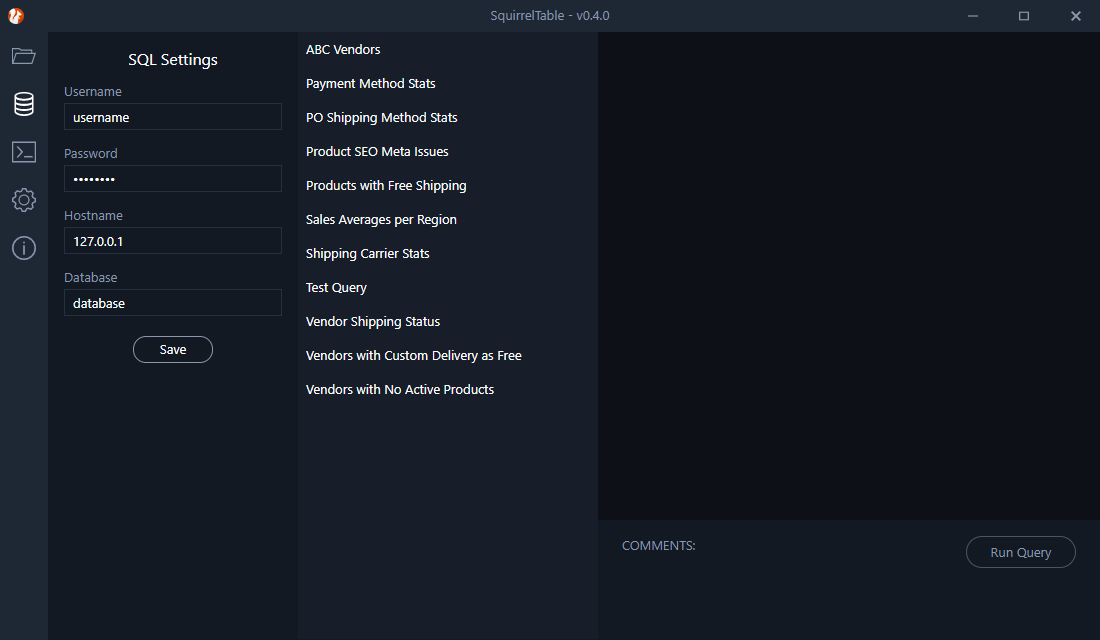 SquirrelTable - v0.4.0
SQL Settings
Username
username
Password
••••••••
Hostname
127.0.0.1
Database
database
Save
ABC Vendors
Payment Method Stats
PO Shipping Method Stats
Product SEO Meta Issues
Products with Free Shipping
Sales Averages per Region
Shipping Carrier Stats
Test Query
Vendor Shipping Status
Vendors with Custom Delivery as Free
Vendors with No Active Products
COMMENTS:
Run Query